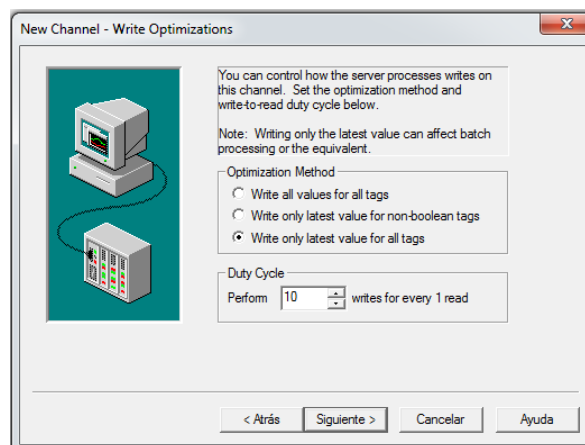 New Channel - Write Optimizations
You can control how the server processes writes on
this channel.  Set the optimization method and
write-to-read duty cycle below.
Note:  Writing only the latest value can affect batch
processing or the equivalent.
Optimization Method
Write all values for all tags
Write only latest value for non-boolean tags
Write only latest value for all tags
Duty Cycle
Perform 10 writes for every 1 read
< Atrás Siguiente > Cancelar Ayuda